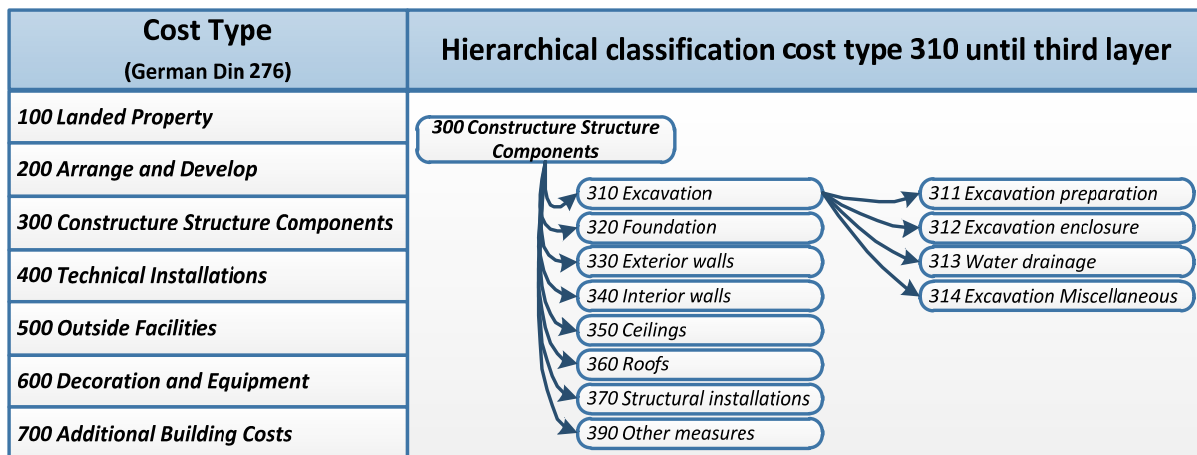 Cost Type
(German Din 276)
Hierarchical classification cost type 310 until third layer
100 Landed Property
200 Arrange and Develop
300 Constructure Structure Components
400 Technical Installations
500 Outside Facilities
600 Decoration and Equipment
700 Additional Building Costs
300 Constructure Structure
Components
310 Excavation
320 Foundation
330 Exterior walls
340 Interior walls
350 Ceilings
360 Roofs
370 Structural installations
390 Other measures
311 Excavation preparation
312 Excavation enclosure
313 Water drainage
314 Excavation Miscellaneous